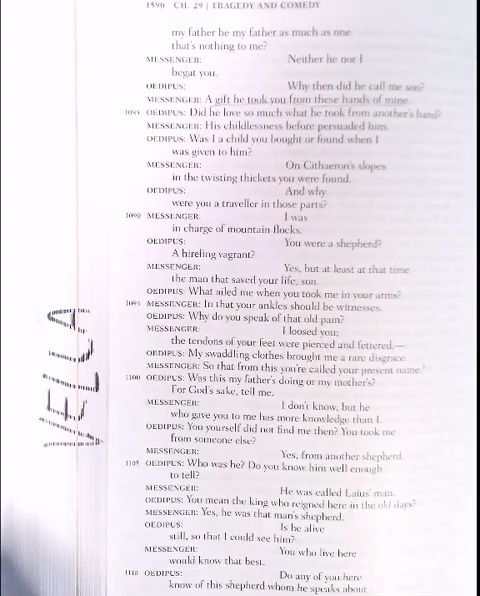 1590 CH. 29 | TRAGEDY AND COMEDY
my father be my father as much as one
that's nothing to me?
MESSENGER: Neither he nor I
begat you.
OEDIPUS: Why then did he call me son?
MESSENGER: A gift he took you from these hands of mine.
1085 OEDIPUS: Did he love so much what he took from another's hand?
MESSENGER: His childlessness before persuaded him.
OEDIPUS: Was I a child you bought or found when I
was given to him?
MESSENGER: On Cithaeron's slopes
in the twisting thickets you were found.
OEDIPUS: And why
were you a traveller in those parts?
1090 MESSENGER: I was
in charge of mountain flocks.
OEDIPUS: You were a shepherd?
A hireling vagrant?
MESSENGER: Yes, but at least at that time
the man that saved your life, son.
OEDIPUS: What ailed me when you took me in your arms?
1095 MESSENGER: In that your ankles should be witnesses.
OEDIPUS: Why do you speak of that old pain?
MESSENGER: I loosed you;
the tendons of your feet were pierced and fettered,—
OEDIPUS: My swaddling clothes brought me a rare disgrace.
MESSENGER: So that from this you're called your present name.
1100 OEDIPUS: Was this my father's doing or my mother's?
For God's sake, tell me.
MESSENGER: I don't know, but he
who gave you to me has more knowledge than I.
OEDIPUS: You yourself did not find me then? You took me
from someone else?
MESSENGER: Yes, from another shepherd.
1105 OEDIPUS: Who was he? Do you know him well enough
to tell?
MESSENGER: He was called Laius' man.
OEDIPUS: You mean the king who reigned here in the old days?
MESSENGER: Yes, he was that man's shepherd.
OEDIPUS: Is he alive
still, so that I could see him?
MESSENGER: You who live here
would know that best.
1110 OEDIPUS: Do any of you here
know of this shepherd whom he speaks about